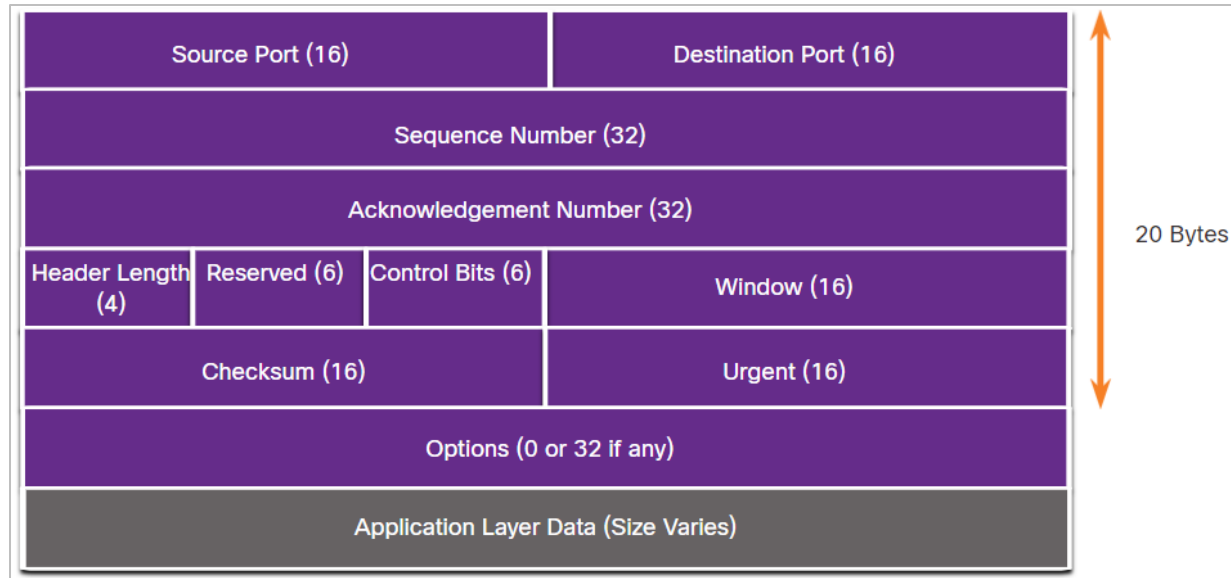 Source Port (16)
Destination Port (16)
Sequence Number (32)
Acknowledgement Number (32)
20 Bytes
Header Length
(4)
Reserved (6)
Control Bits (6)
Window (16)
Checksum (16)
Urgent (16)
Options (0 or 32 if any)
Application Layer Data (Size Varies)